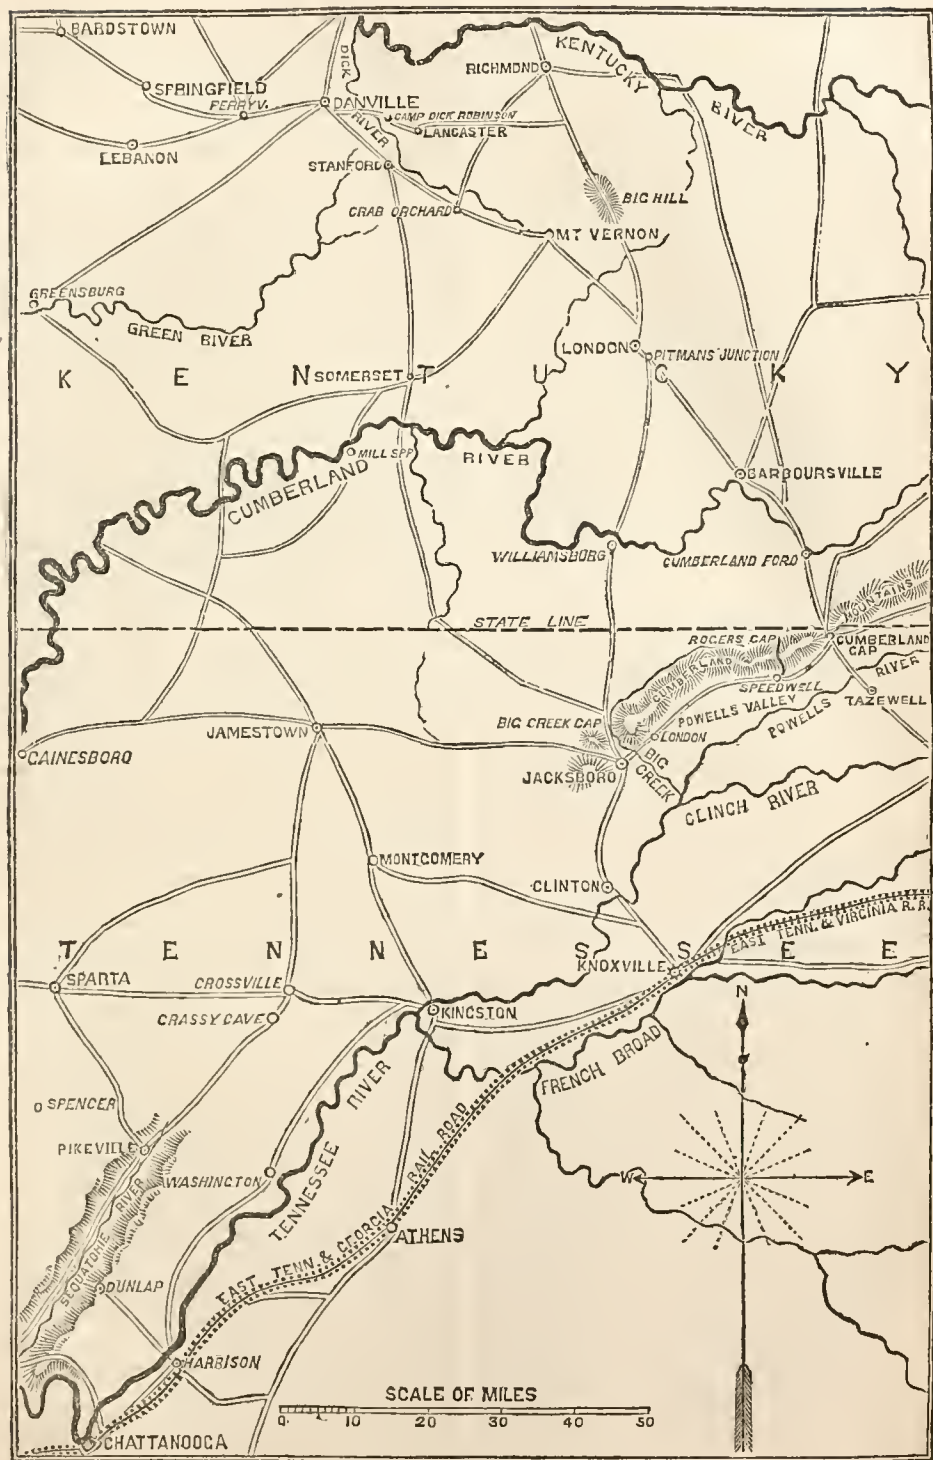 BARDSTOWN
SPRINGFIELD
PERRYV.
LEBANON
DANVILLE
DICK
RIVER
CAMP DICK ROBINSON
LANCASTER
STANFORD
CRAB ORCHARD
RICHMOND
KENTUCKY
RIVER
BIG HILL
MT VERNON
GREENSBURG
GREEN RIVER
LONDON
PITMANS JUNCTION
K E N T U C K Y
SOMERSET
MILL SPP
CUMBERLAND
RIVER
BARBOURSVILLE
WILLIAMSBURG
CUMBERLAND FORD
MOUNTAINS
STATE LINE
ROGERS GAP
CUMBERLAND
CUMBERLAND
GAP
RIVER
SPEEDWELL
POWELLS VALLEY
POWELLS
TAZEWELL
BIG CREEK GAP
LONDON
JAMESTOWN
GAINESBORO
JACKSBORO
BIG
CREEK
CLINCH RIVER
MONTGOMERY
CLINTON
EAST TENN. & VIRGINIA R. R.
T E N N E S S E E
KNOXVILLE
SPARTA
CROSSVILLE
CRASSY CAVE
KINGSTON
N
FRENCH BROAD
SPENCER
PIKEVILLE
WASHINGTON
TENNESSEE
RIVER
W
E
SEQUATCHIE RIVER
DUNLAP
EAST. TENN. & GEORGIA RAIL ROAD
ATHENS
HARRISON
CHATTANOOGA
SCALE OF MILES
0. 10 20 30 40 50